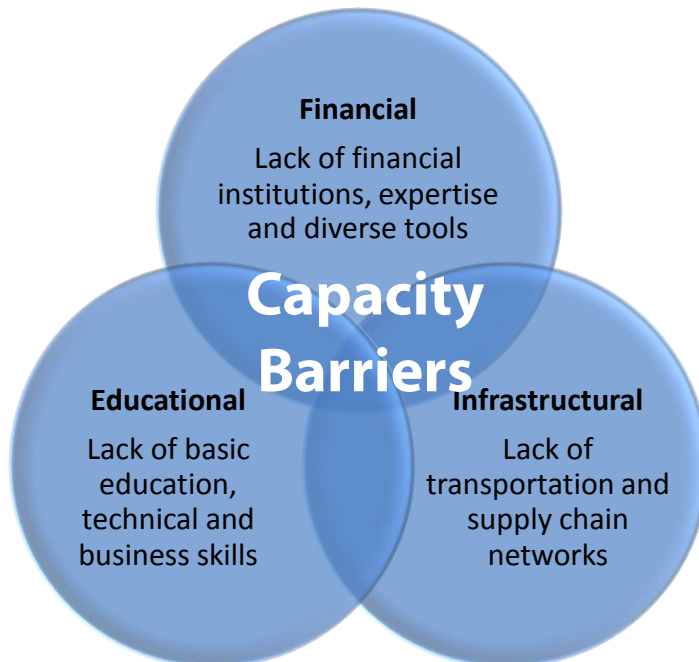 Financial
Lack of financial
institutions, expertise
and diverse tools
Capacity
Barriers
Educational
Lack of basic
education,
technical and
business skills
Infrastructural
Lack of
transportation and
supply chain
networks